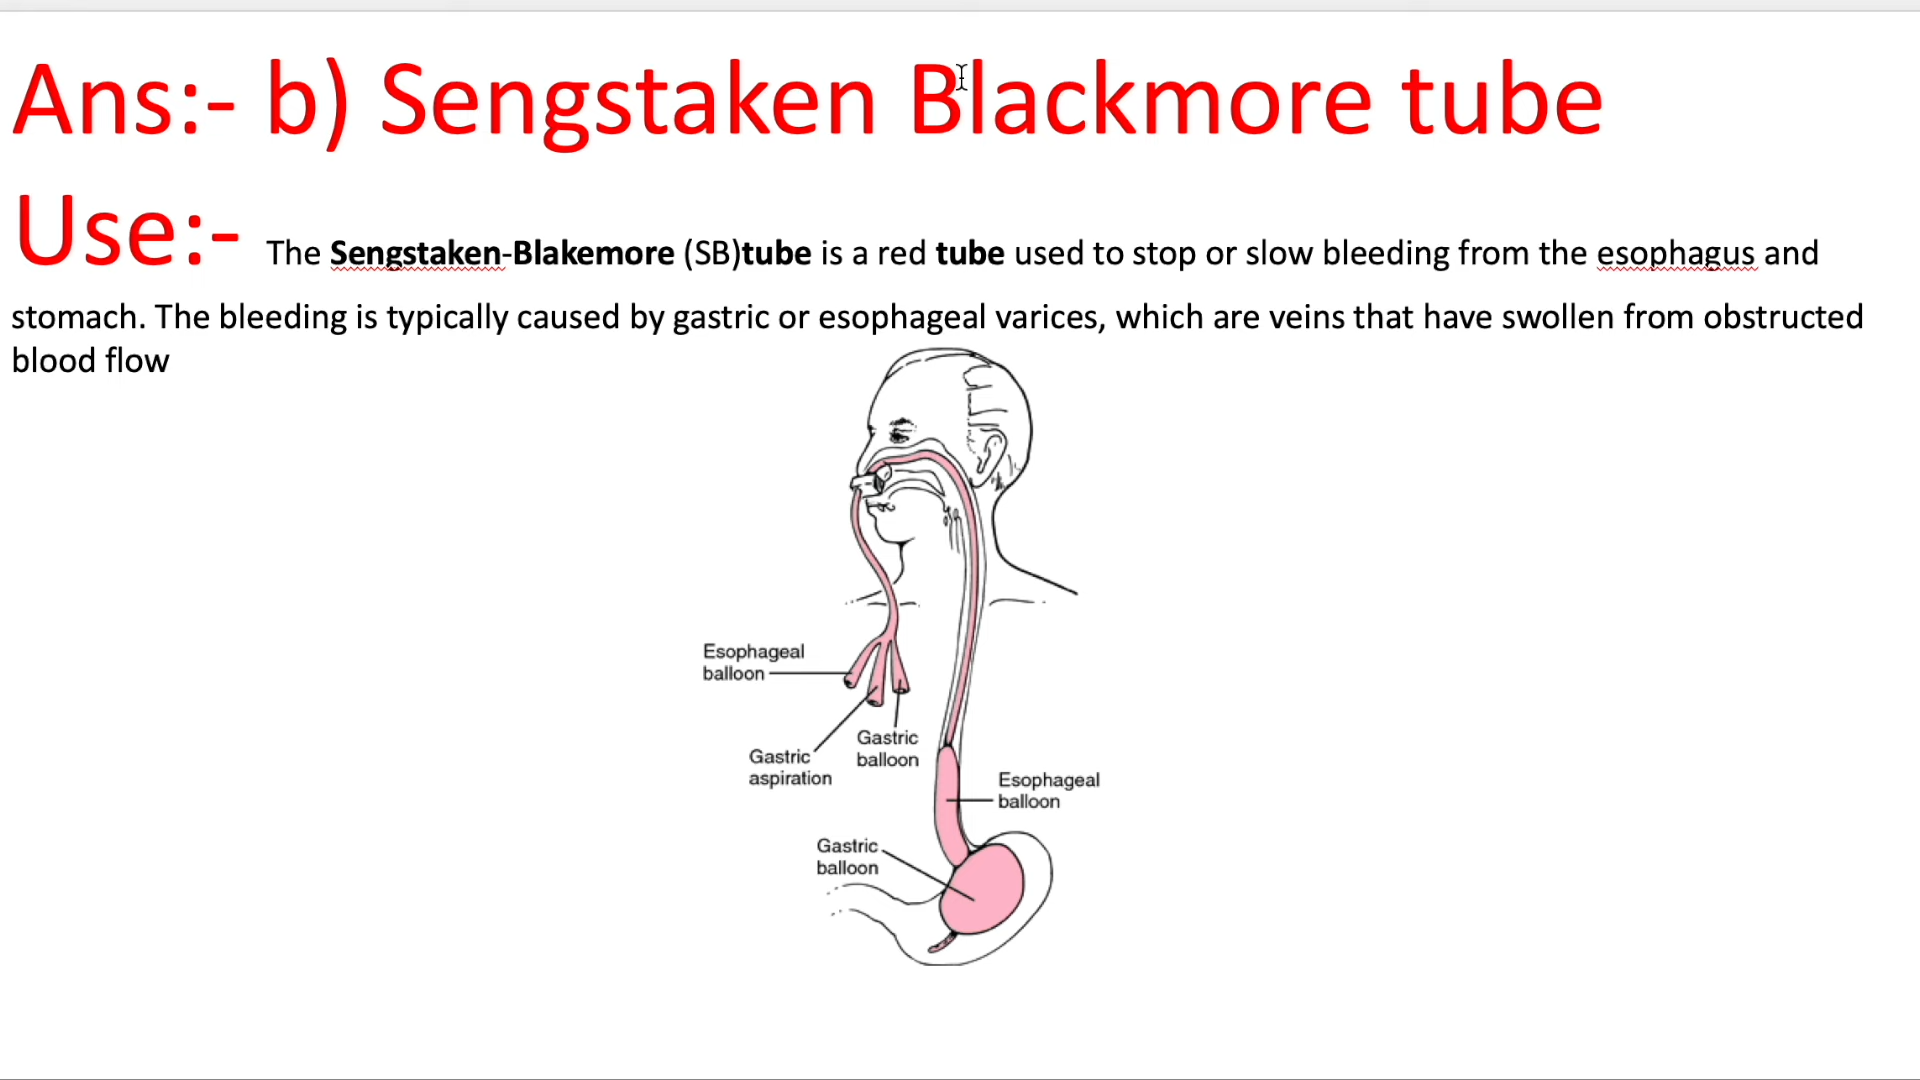 Ans:- b) Sengstaken Blackmore tube
Use:- The Sengstaken-Blakemore (SB)tube is a red tube used to stop or slow bleeding from the esophagus and
stomach. The bleeding is typically caused by gastric or esophageal varices, which are veins that have swollen from obstructed
blood flow
Esophageal
balloon
Gastric
aspiration
Gastric
balloon
Esophageal
balloon
Gastric
balloon